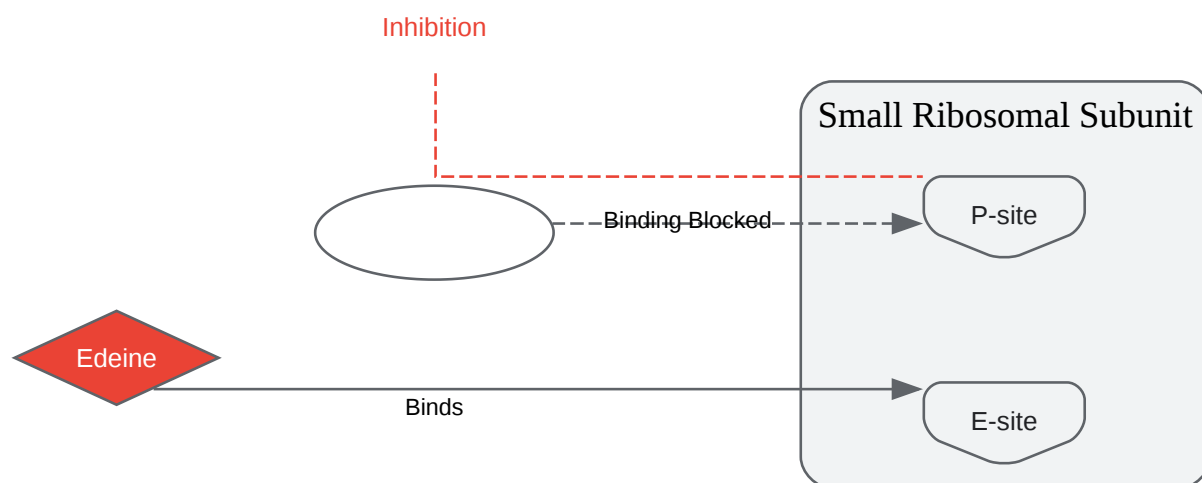 Inhibition
Small Ribosomal Subunit
P-site
Binding Blocked
Edeine
Binds
E-site